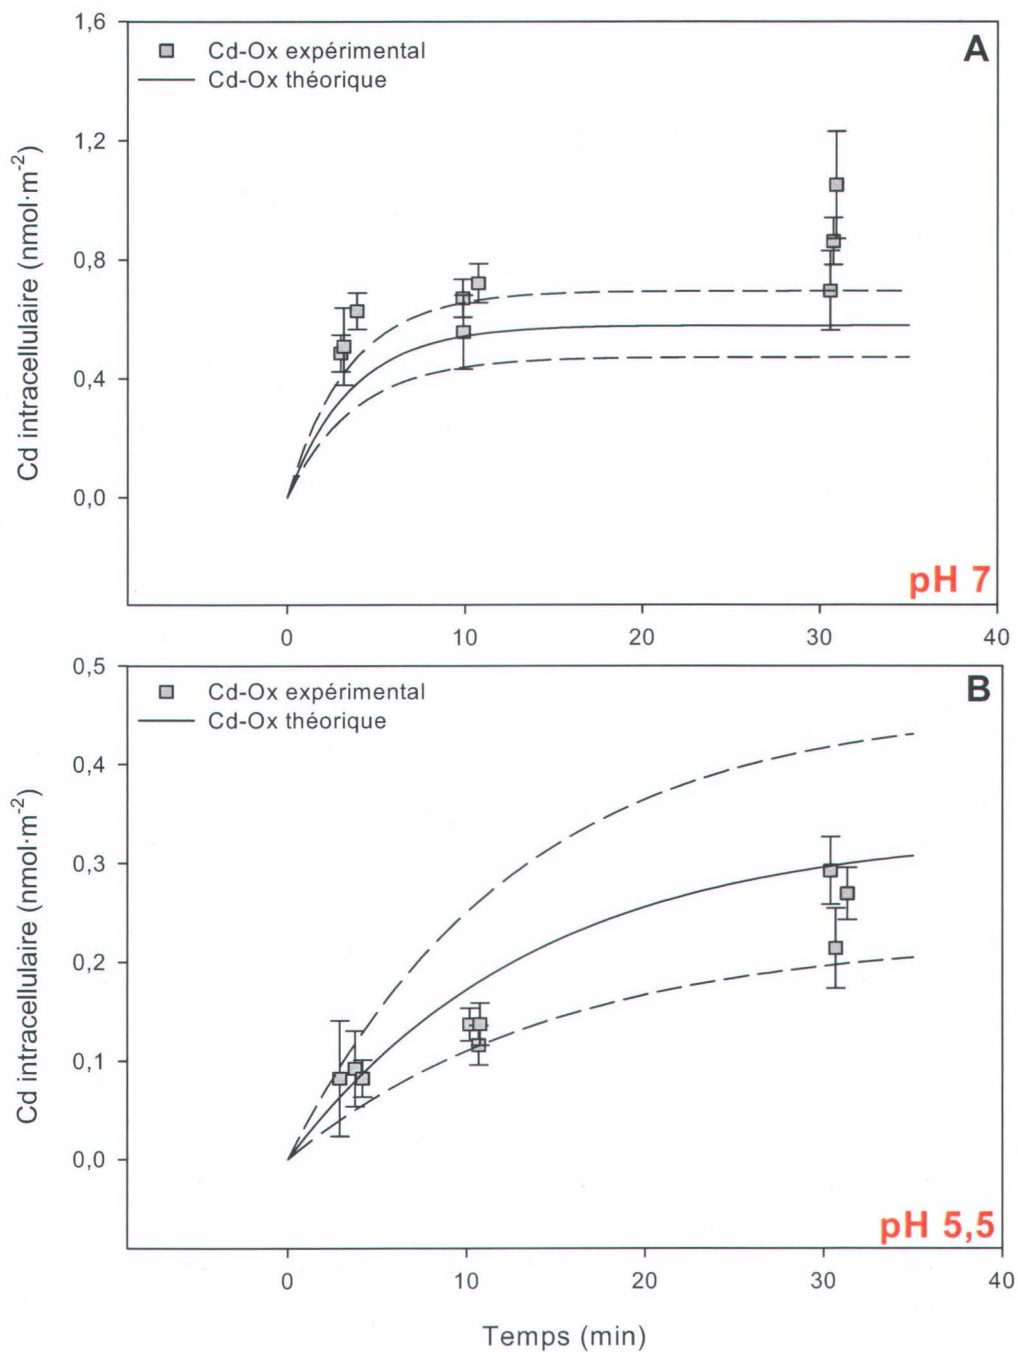 1,6
A
Cd-Ox expérimental
Cd-Ox théorique
1,2
0,8
0,4
0,0
Cd intracellulaire (nmol·m⁻²)
pH 7
0 10 20 30 40
0,5
B
Cd-Ox expérimental
Cd-Ox théorique
0,4
0,3
0,2
0,1
0,0
Cd intracellulaire (nmol·m⁻²)
pH 5,5
0 10 20 30 40
Temps (min)